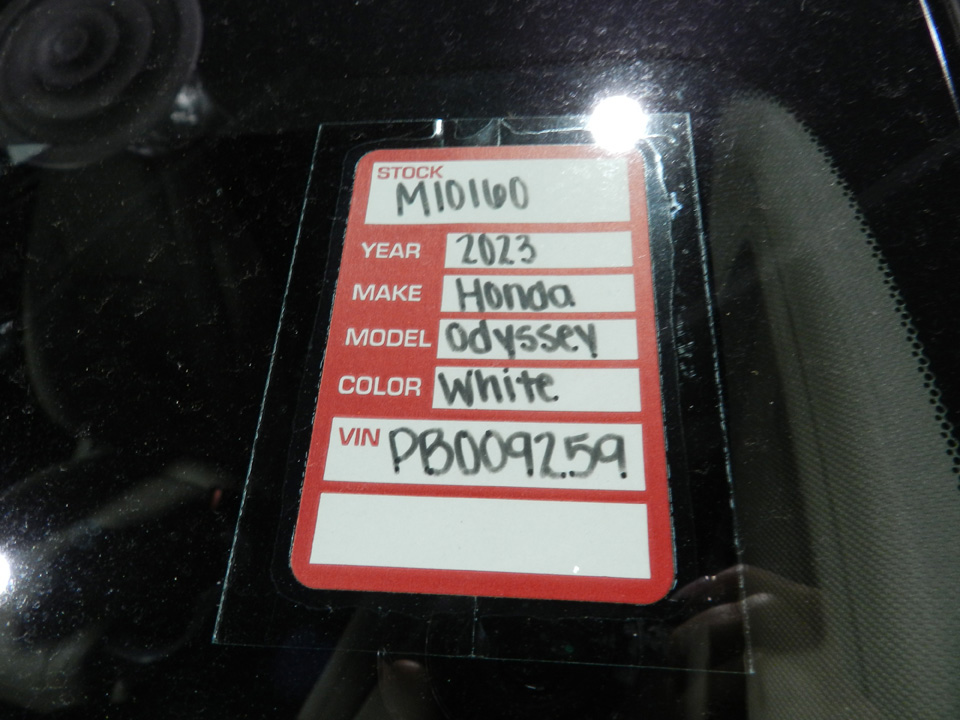 STOCK
M10160
YEAR 2023
MAKE Honda
MODEL Odyssey
COLOR White
VIN PB009259